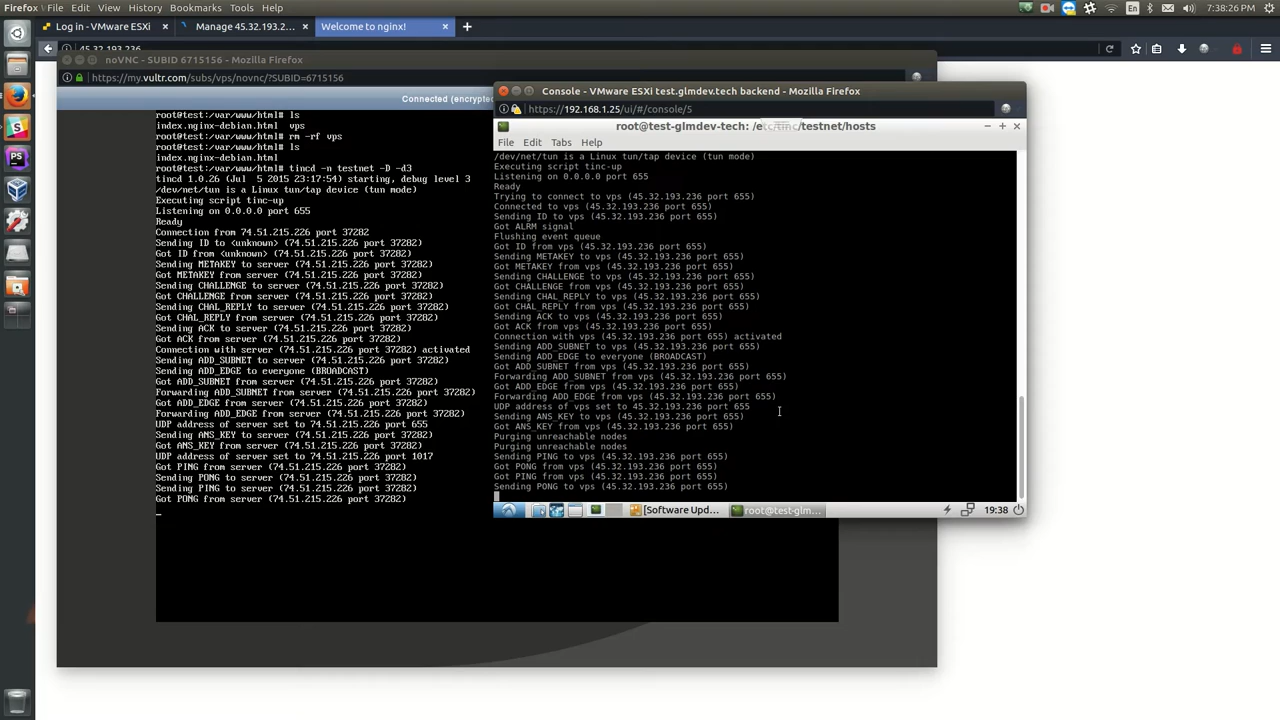 Firefox File Edit View History Bookmarks Tools Help
En
7:38:26 PM
Log in - VMware ESXi
Manage 45.32.193.2...
Welcome to nginx!
45.32.193.236
noVNC - SUBID 6715156 - Mozilla Firefox
https://my.vultr.com/subs/vps/novnc/?SUBID=6715156
Connected (encrypted
root@test:/var/www/html# ls
index.nginx-debian.html vps
root@test:/var/www/html# rm -rf vps
root@test:/var/www/html# ls
index.nginx-debian.html
root@test:/var/www/html# tincd -n testnet -D -d3
tincd 1.0.26 (Jul 5 2015 23:17:54) starting, debug level 3
/dev/net/tun is a Linux tun/tap device (tun mode)
Executing script tinc-up
Listening on 0.0.0.0 port 655
Ready
Connection from 74.51.215.226 port 37282
Sending ID to <unknown> (74.51.215.226 port 37282)
Got ID from <unknown> (74.51.215.226 port 37282)
Sending METAKEY to server (74.51.215.226 port 37282)
Got METAKEY from server (74.51.215.226 port 37282)
Sending CHALLENGE to server (74.51.215.226 port 37282)
Got CHALLENGE from server (74.51.215.226 port 37282)
Sending CHAL_REPLY to server (74.51.215.226 port 37282)
Got CHAL_REPLY from server (74.51.215.226 port 37282)
Sending ACK to server (74.51.215.226 port 37282)
Got ACK from server (74.51.215.226 port 37282)
Connection with server (74.51.215.226 port 37282) activated
Sending ADD_SUBNET to server (74.51.215.226 port 37282)
Sending ADD_EDGE to everyone (BROADCAST)
Got ADD_SUBNET from server (74.51.215.226 port 37282)
Forwarding ADD_SUBNET from server (74.51.215.226 port 37282)
Got ADD_EDGE from server (74.51.215.226 port 37282)
Forwarding ADD_EDGE from server (74.51.215.226 port 37282)
UDP address of server set to 74.51.215.226 port 655
Sending ANS_KEY to server (74.51.215.226 port 37282)
Got ANS_KEY from server (74.51.215.226 port 37282)
UDP address of server set to 74.51.215.226 port 1017
Got PING from server (74.51.215.226 port 37282)
Sending PONG to server (74.51.215.226 port 37282)
Sending PING to server (74.51.215.226 port 37282)
Got PONG from server (74.51.215.226 port 37282)
Console - VMware ESXi test.glmdev.tech backend - Mozilla Firefox
https://192.168.1.25/ui/#/console/5
root@test-glmdev-tech: /etc/tinc/testnet/hosts
File Edit Tabs Help
/dev/net/tun is a Linux tun/tap device (tun mode)
Executing script tinc-up
Listening on 0.0.0.0 port 655
Ready
Trying to connect to vps (45.32.193.236 port 655)
Connected to vps (45.32.193.236 port 655)
Sending ID to vps (45.32.193.236 port 655)
Got ALRM signal
Flushing event queue
Got ID from vps (45.32.193.236 port 655)
Sending METAKEY to vps (45.32.193.236 port 655)
Got METAKEY from vps (45.32.193.236 port 655)
Sending CHALLENGE to vps (45.32.193.236 port 655)
Got CHALLENGE from vps (45.32.193.236 port 655)
Sending CHAL_REPLY to vps (45.32.193.236 port 655)
Got CHAL_REPLY from vps (45.32.193.236 port 655)
Sending ACK to vps (45.32.193.236 port 655)
Got ACK from vps (45.32.193.236 port 655)
Connection with vps (45.32.193.236 port 655) activated
Sending ADD_SUBNET to vps (45.32.193.236 port 655)
Sending ADD_EDGE to everyone (BROADCAST)
Got ADD_SUBNET from vps (45.32.193.236 port 655)
Forwarding ADD_SUBNET from vps (45.32.193.236 port 655)
Got ADD_EDGE from vps (45.32.193.236 port 655)
Forwarding ADD_EDGE from vps (45.32.193.236 port 655)
UDP address of vps set to 45.32.193.236 port 655
Sending ANS_KEY to vps (45.32.193.236 port 655)
Got ANS_KEY from vps (45.32.193.236 port 655)
Purging unreachable nodes
Purging unreachable nodes
Sending PING to vps (45.32.193.236 port 655)
Got PONG from vps (45.32.193.236 port 655)
Got PING from vps (45.32.193.236 port 655)
Sending PONG to vps (45.32.193.236 port 655)
[Software Upd...
root@test-glm...
19:38